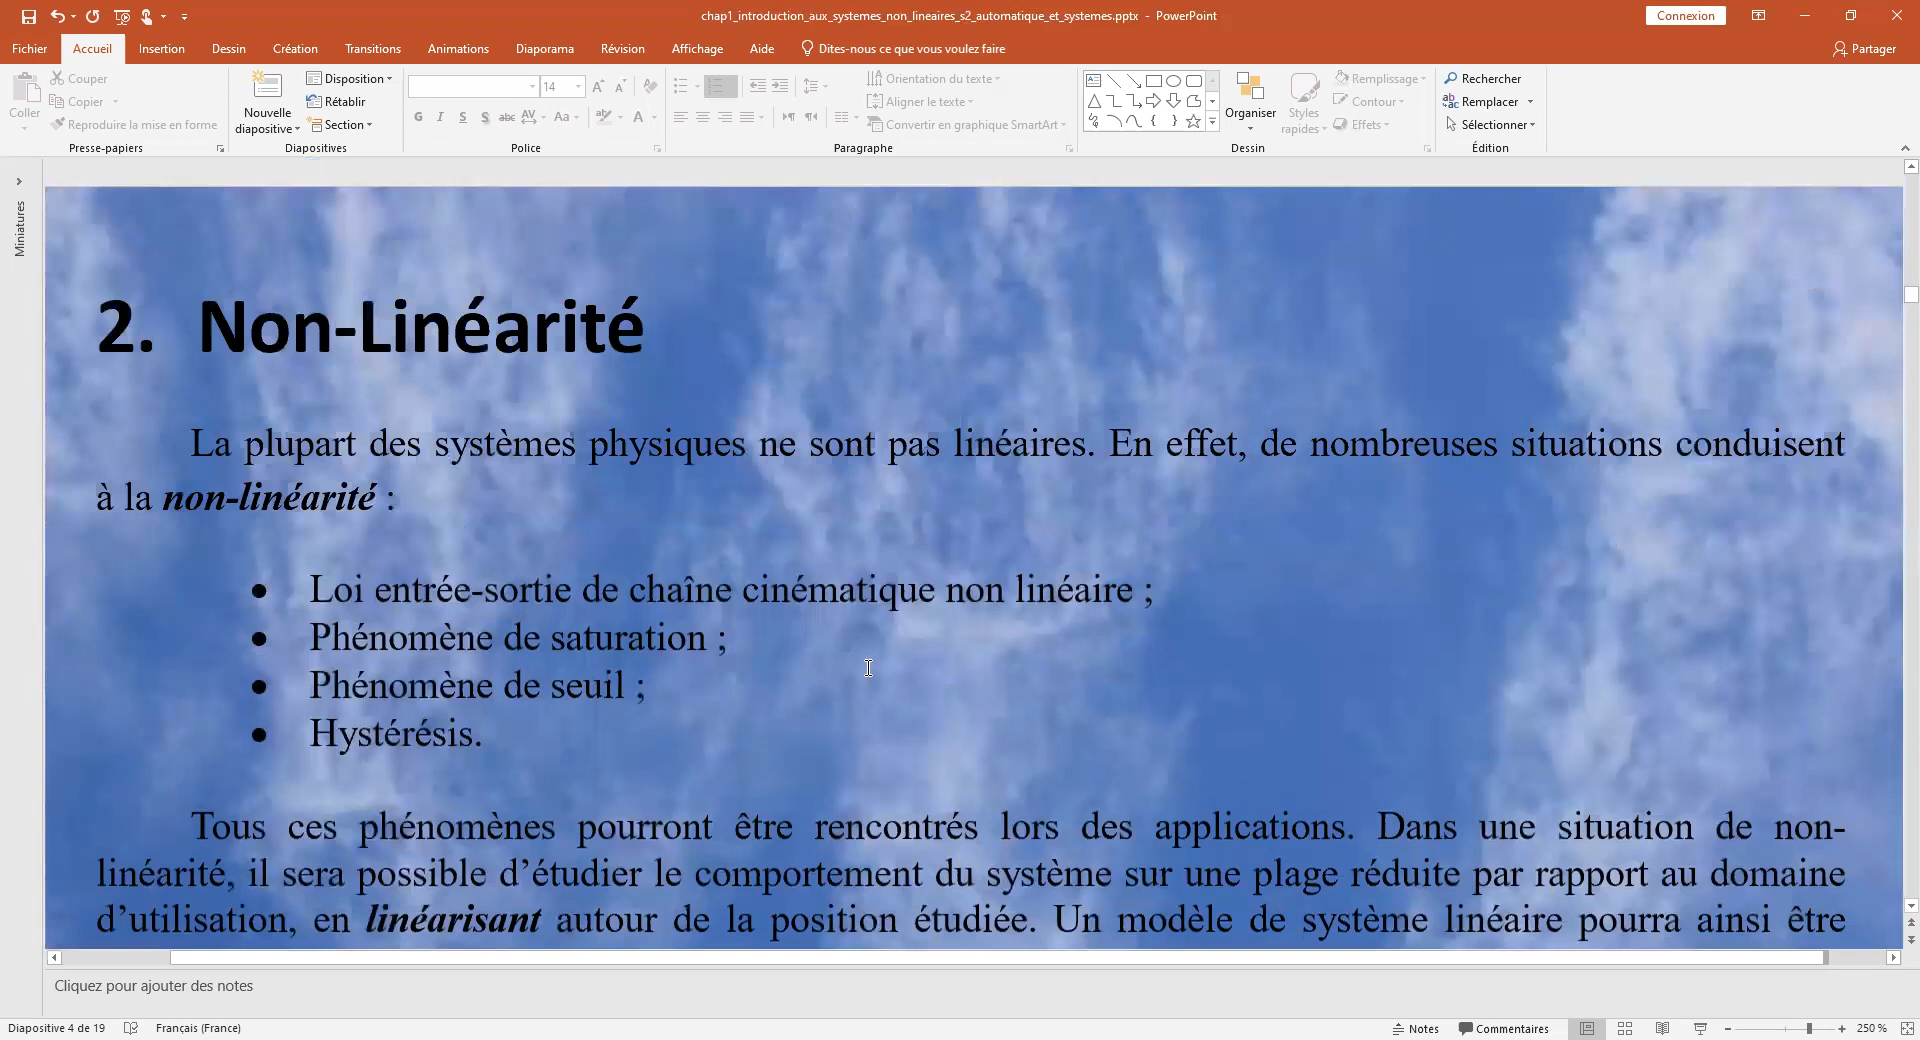 chap1_introduction_aux_systemes_non_lineaires_s2_automatique_et_systemes.pptx - PowerPoint
Connexion
Fichier Accueil Insertion Dessin Création Transitions Animations Diaporama Révision Affichage Aide Dites-nous ce que vous voulez faire Partager
Coller
Couper
Copier
Reproduire la mise en forme
Presse-papiers
Nouvelle
diapositive
Disposition
Rétablir
Section
Diapositives
14
G I S S abc AV Aa A
Police
Orientation du texte
Aligner le texte
Convertir en graphique SmartArt
Paragraphe
Organiser
Styles
rapides
Remplissage
Contour
Effets
Dessin
Rechercher
Remplacer
Sélectionner
Édition
Miniatures
2. Non-Linéarité
La plupart des systèmes physiques ne sont pas linéaires. En effet, de nombreuses situations conduisent
à la non-linéarité :
• Loi entrée-sortie de chaîne cinématique non linéaire ;
• Phénomène de saturation ;
• Phénomène de seuil ;
• Hystérésis.
Tous ces phénomènes pourront être rencontrés lors des applications. Dans une situation de non-
linéarité, il sera possible d’étudier le comportement du système sur une plage réduite par rapport au domaine
d’utilisation, en linéarisant autour de la position étudiée. Un modèle de système linéaire pourra ainsi être
Cliquez pour ajouter des notes
Diapositive 4 de 19 Français (France) Notes Commentaires 250 %